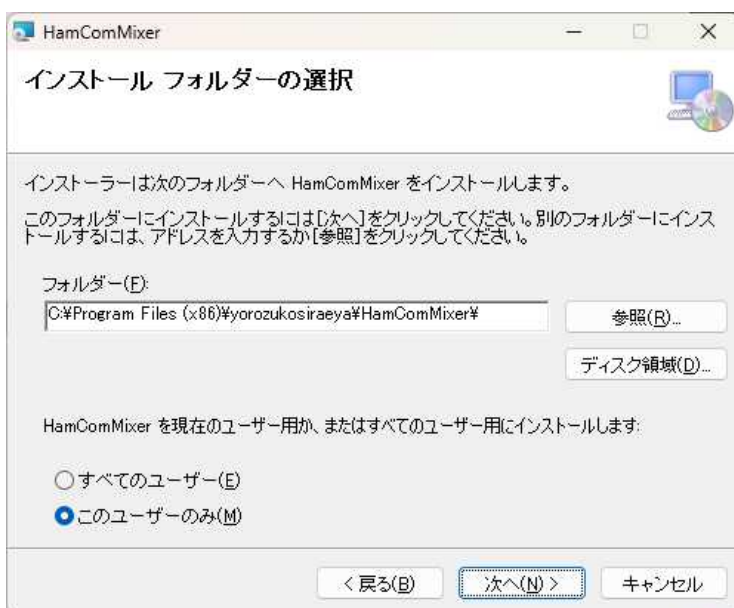 HamComMixer
インストール フォルダーの選択
インストーラーは次のフォルダーへ HamComMixer をインストールします。
このフォルダーにインストールするには[次へ]をクリックしてください。別のフォルダーにインス
トールするには、アドレスを入力するか[参照]をクリックしてください。
フォルダー(F):
C:¥Program Files (x86)¥yorozukosiraeya¥HamComMixer¥
参照(R)...
ディスク領域(D)...
HamComMixer を現在のユーザー用か、またはすべてのユーザー用にインストールします:
すべてのユーザー(E)
このユーザーのみ(M)
< 戻る(B)
次へ(N) >
キャンセル